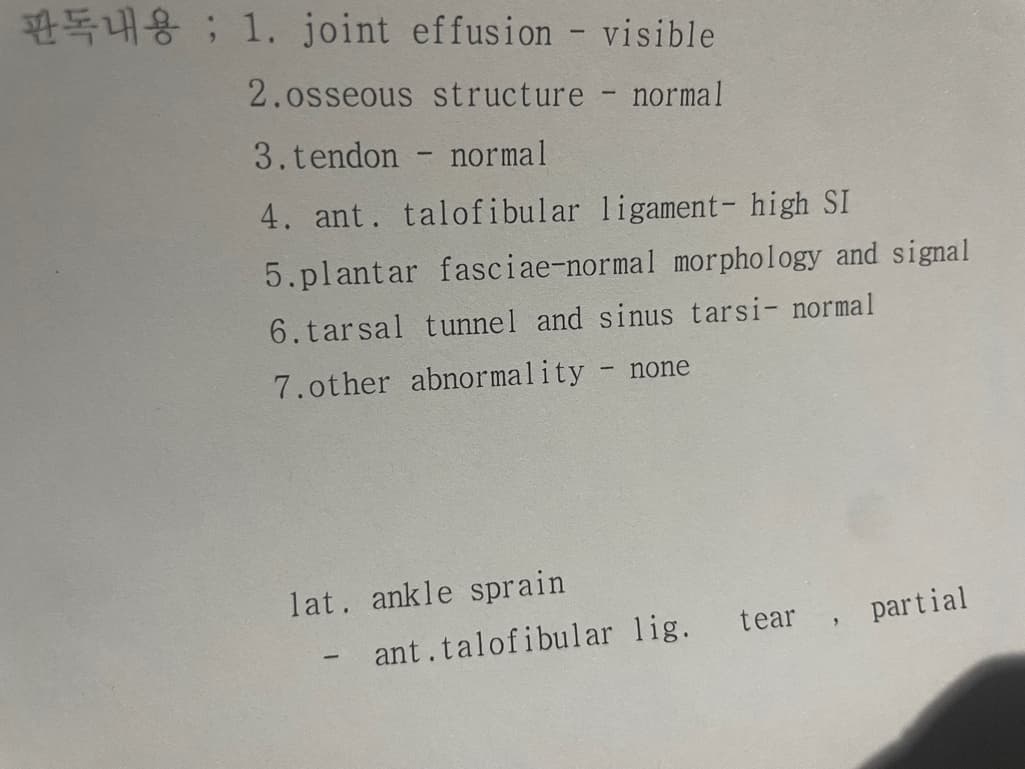 판독내용 ; 1. joint effusion - visible
2.osseous structure - normal
3.tendon - normal
4. ant. talofibular ligament- high SI
5.plantar fasciae-normal morphology and signal
6.tarsal tunnel and sinus tarsi- normal
7.other abnormality - none
lat. ankle sprain
- ant.talofibular lig. tear , partial